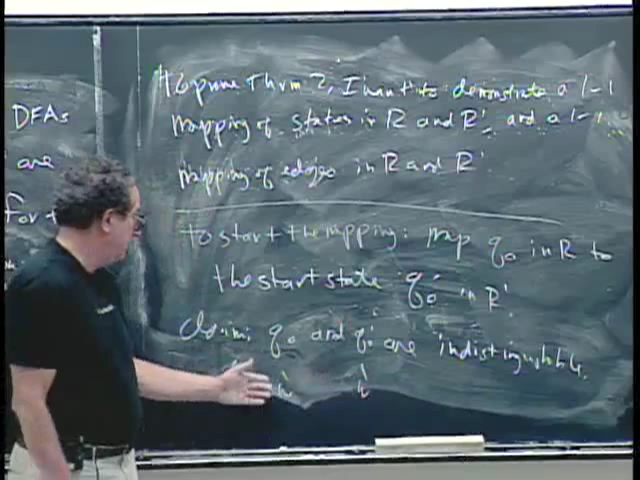 To prove Thrm 2, I want to demonstrate a 1-1
DFAs
mapping of states in R and R', and a 1-1
are
mapping of edges in R and R'
for
to start the mapping: map q₀ in R to
the start state q₀' in R'
Claim: q₀ and q₀' are indistinguishable.